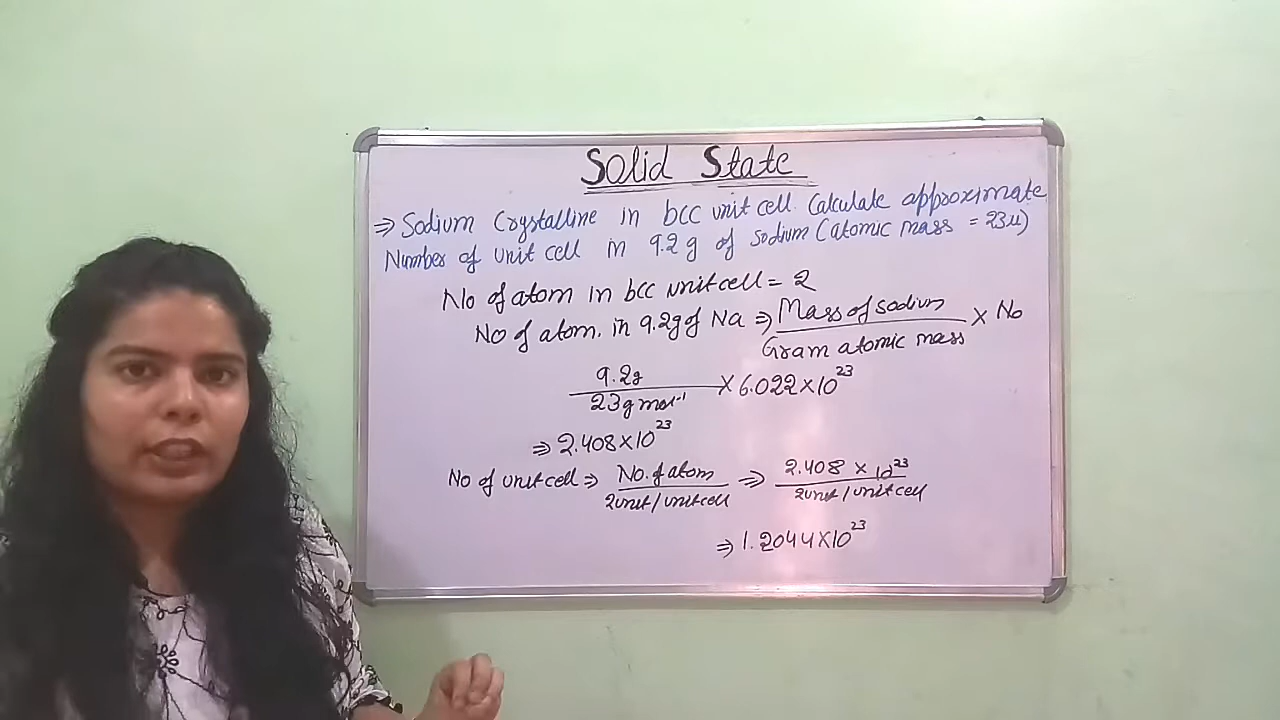 Solid State
⇒ Sodium Crystalline in bcc unit cell. Calculate approximate
Number of unit cell in 9.2 g of sodium (atomic mass = 23u)
No of atom in bcc unit cell = 2
No of atom. in 9.2g of Na ⇒ Mass of sodium / Gram atomic mass × No
9.2g / 23g mol⁻¹ × 6.022×10²³
⇒ 2.408×10²³
No of unit cell ⇒ No. of atom / 2unit/unit cell ⇒ 2.408 × 10²³ / 2unit/unit cell
⇒ 1.2044×10²³